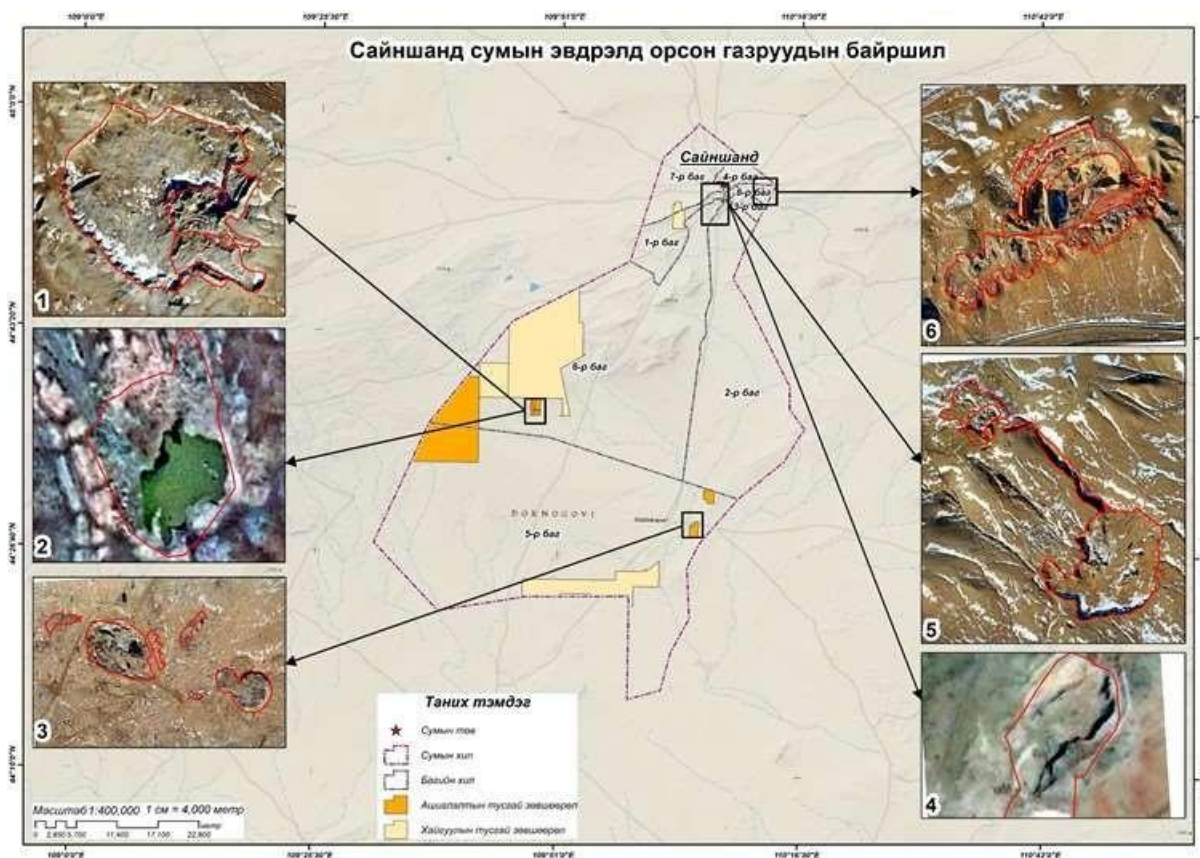 Сайншанд сумын эвдрэлд орсон газруудын байршил
109°0'0"E
109°25'30"E
109°51'0"E
110°16'30"E
110°42'0"E
1
2
3
6
5
4
Сайншанд
7-р баг
4-р баг
1-р баг
6-р баг
2-р баг
DORNOGOVI
5-р баг
Таних тэмдэг
Сумын төв
Сумын хил
Багийн хил
Ашиглалтын тусгай зөвшөөрөл
Хайгуулын тусгай зөвшөөрөл
Масштаб 1:400,000 1 см = 4,000 метр
метр
0 2,850 5,700 11,400 17,100 22,800
109°0'0"E
109°25'30"E
109°51'0"E
110°16'30"E
110°42'0"E